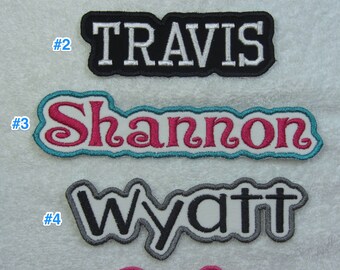 #2 TRAVIS
#3 Shannon
#4 Wyatt